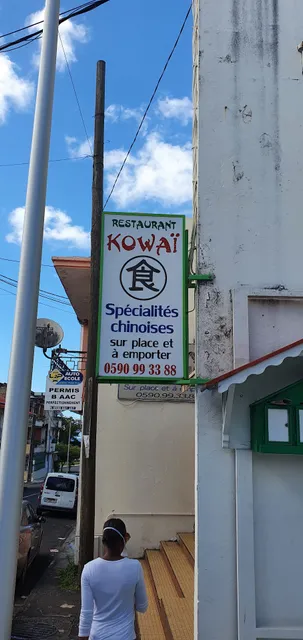 RESTAURANT
KOWAÏ
食
Spécialités
chinoises
sur place et
à emporter
0590 99 33 88
Sur place et à
0590.99.33.
AUTO
ECOLE
PERMIS
B AAC